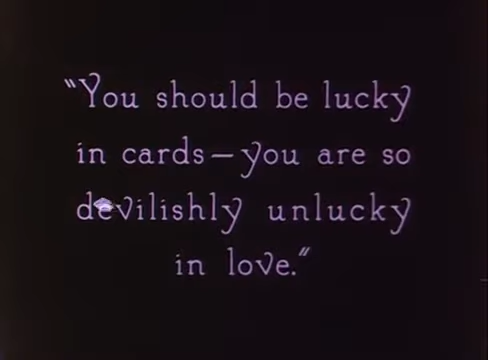 "You should be lucky
in cards—you are so
devilishly unlucky
in love."